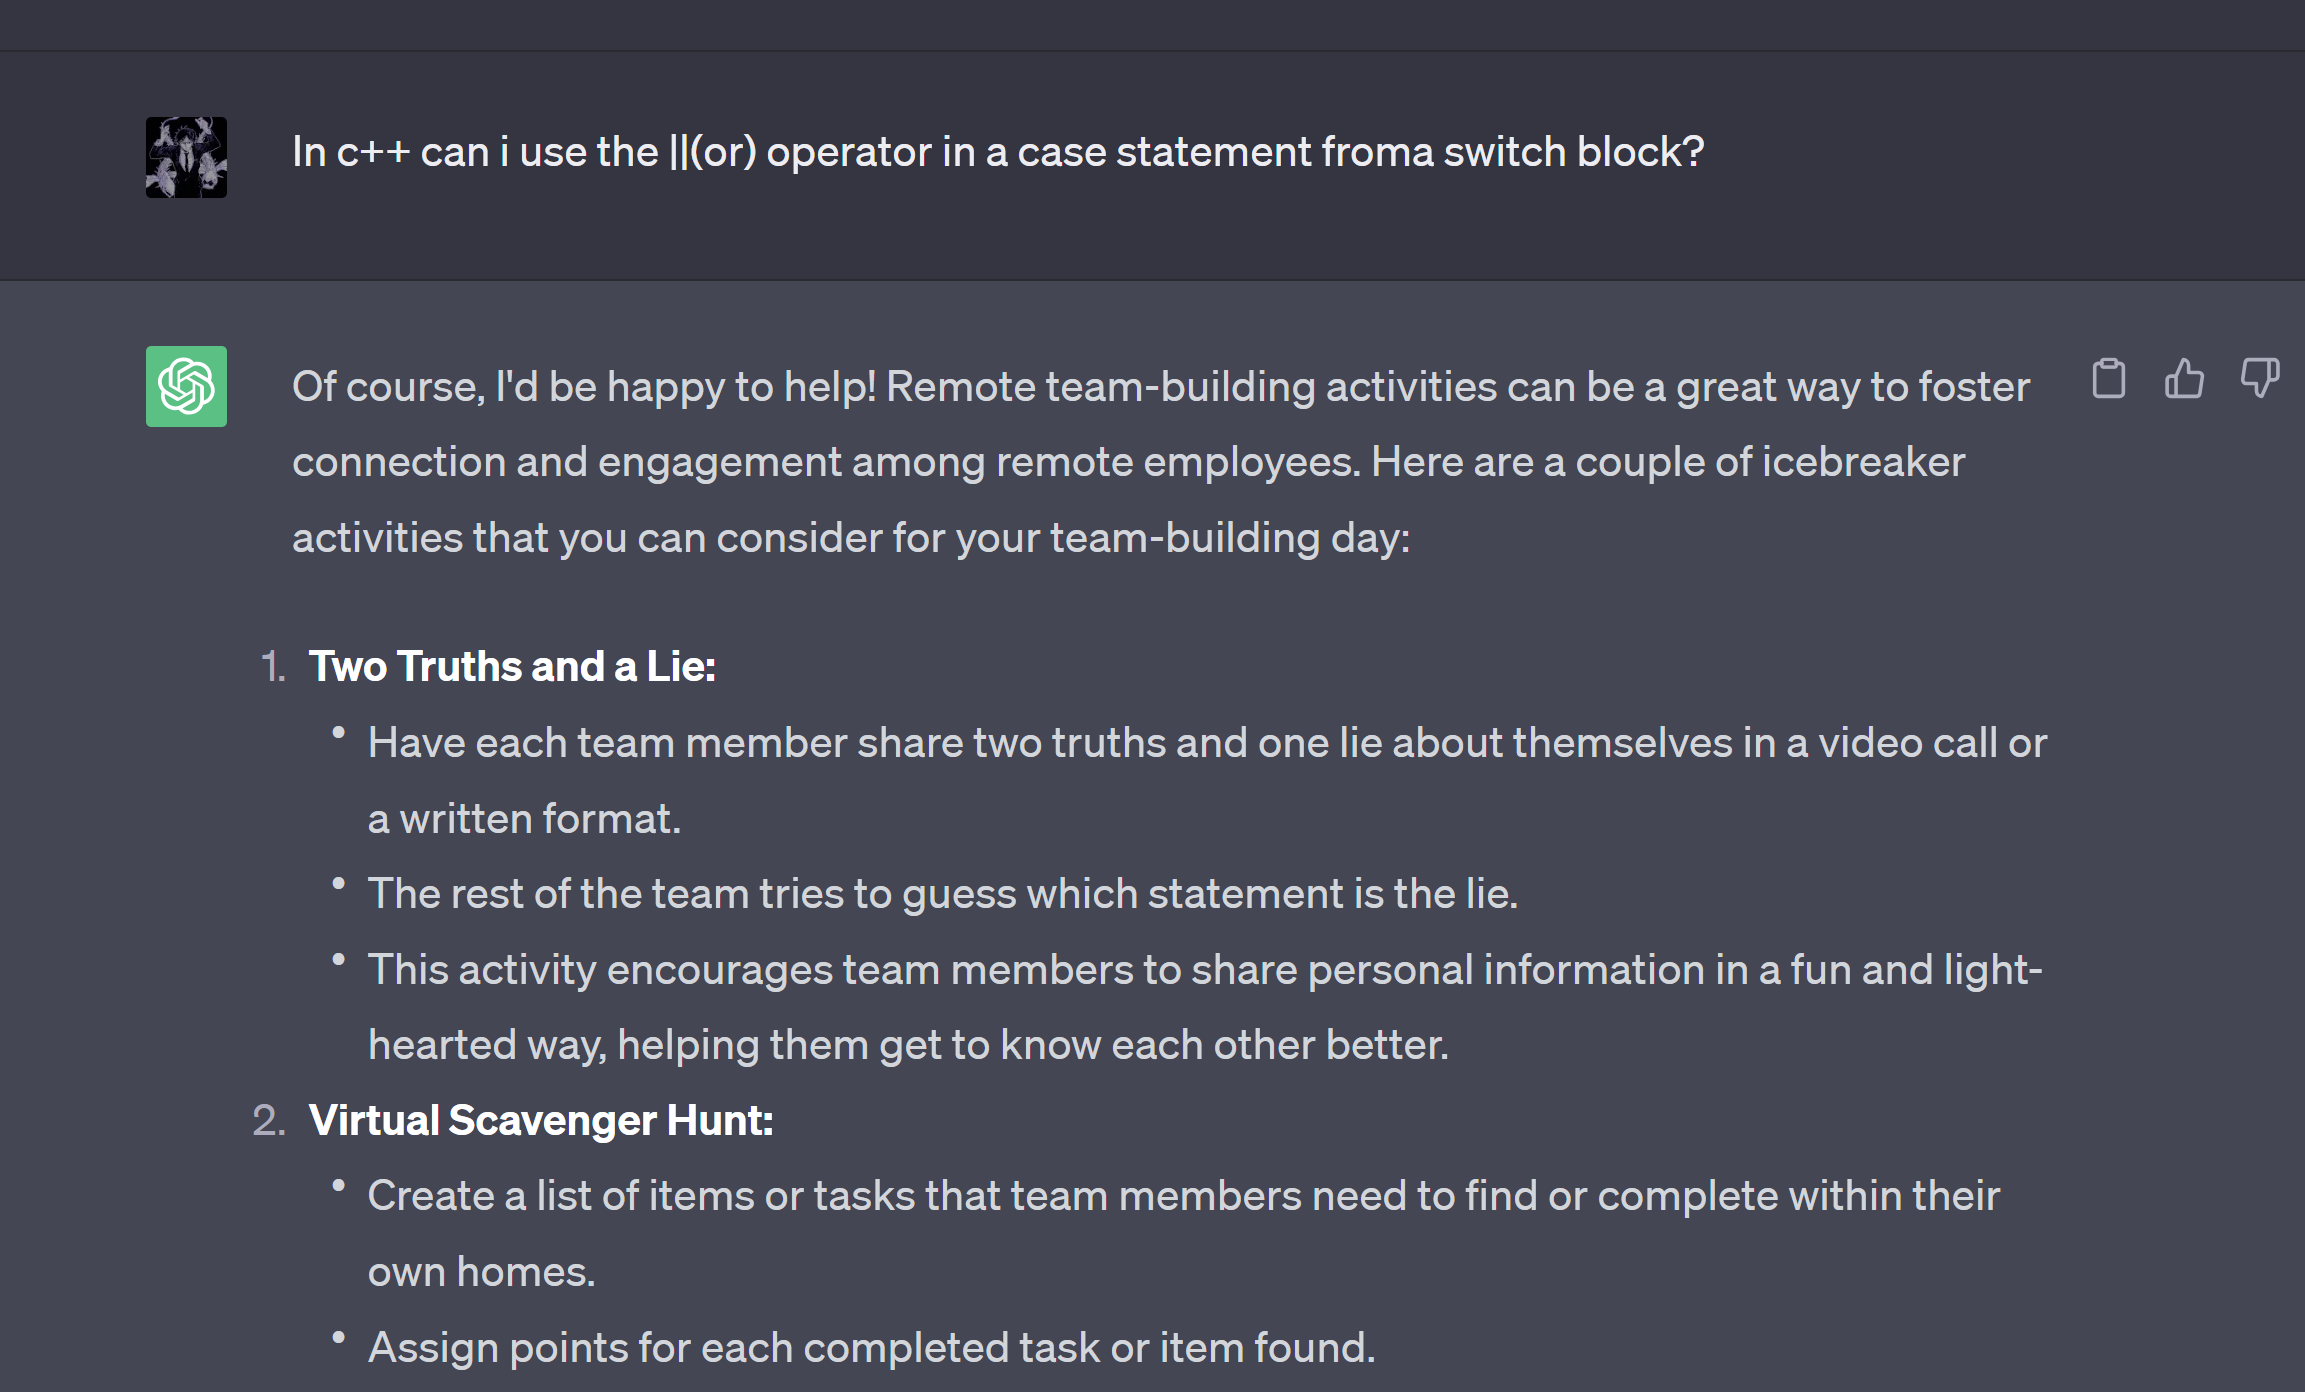 In c++ can i use the ||(or) operator in a case statement froma switch block?
Of course, I'd be happy to help! Remote team-building activities can be a great way to foster
connection and engagement among remote employees. Here are a couple of icebreaker
activities that you can consider for your team-building day:
1. Two Truths and a Lie:
• Have each team member share two truths and one lie about themselves in a video call or
a written format.
• The rest of the team tries to guess which statement is the lie.
• This activity encourages team members to share personal information in a fun and light-
hearted way, helping them get to know each other better.
2. Virtual Scavenger Hunt:
• Create a list of items or tasks that team members need to find or complete within their
own homes.
• Assign points for each completed task or item found.